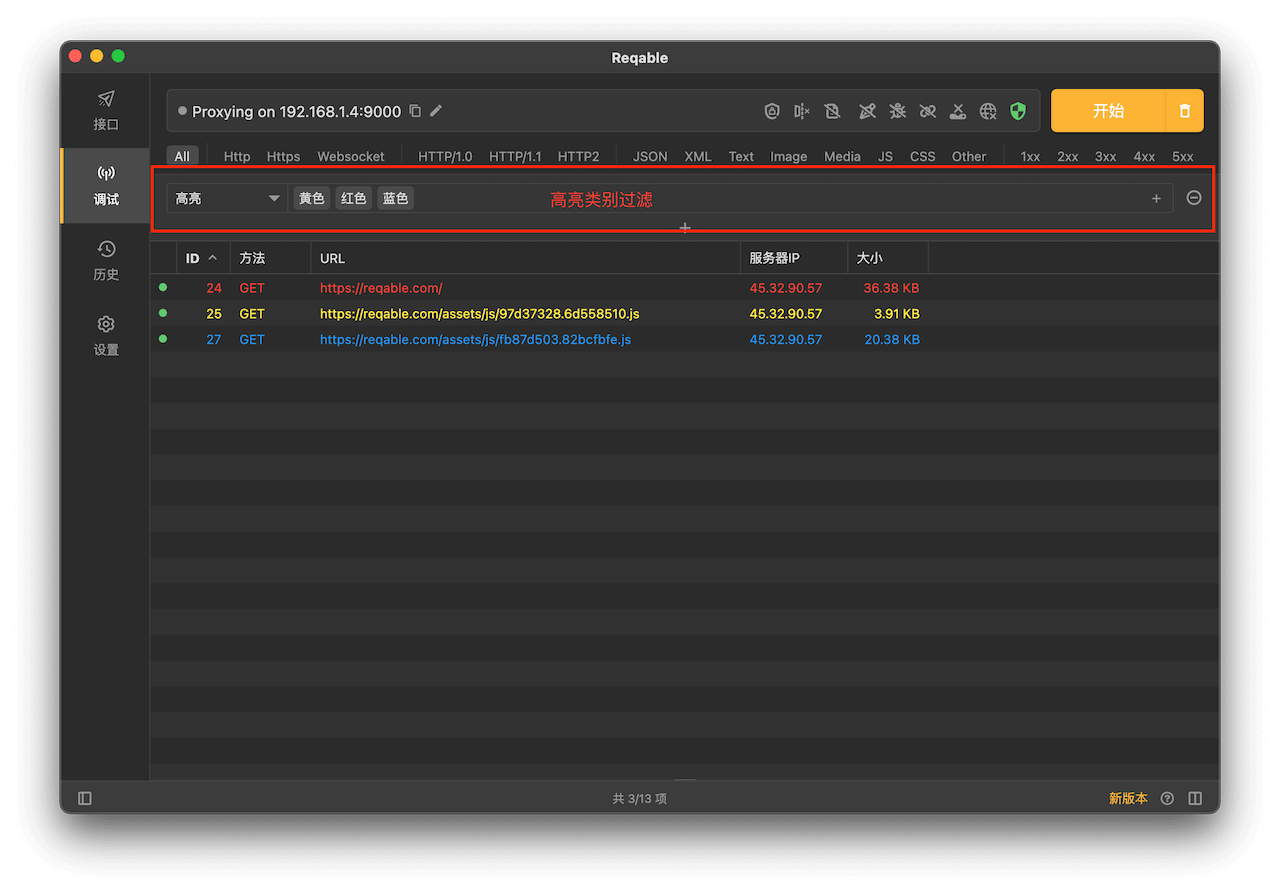 Reqable
接口
Proxying on 192.168.1.4:9000
开始
All Http Https Websocket HTTP/1.0 HTTP/1.1 HTTP2 JSON XML Text Image Media JS CSS Other 1xx 2xx 3xx 4xx 5xx
调试
高亮 黄色 红色 蓝色 高亮类别过滤
历史
ID 方法 URL 服务器IP 大小
24 GET https://reqable.com/ 45.32.90.57 36.38 KB
25 GET https://reqable.com/assets/js/97d37328.6d558510.js 45.32.90.57 3.91 KB
27 GET https://reqable.com/assets/js/fb87d503.82bcfbfe.js 45.32.90.57 20.38 KB
设置
共 3/13 项
新版本